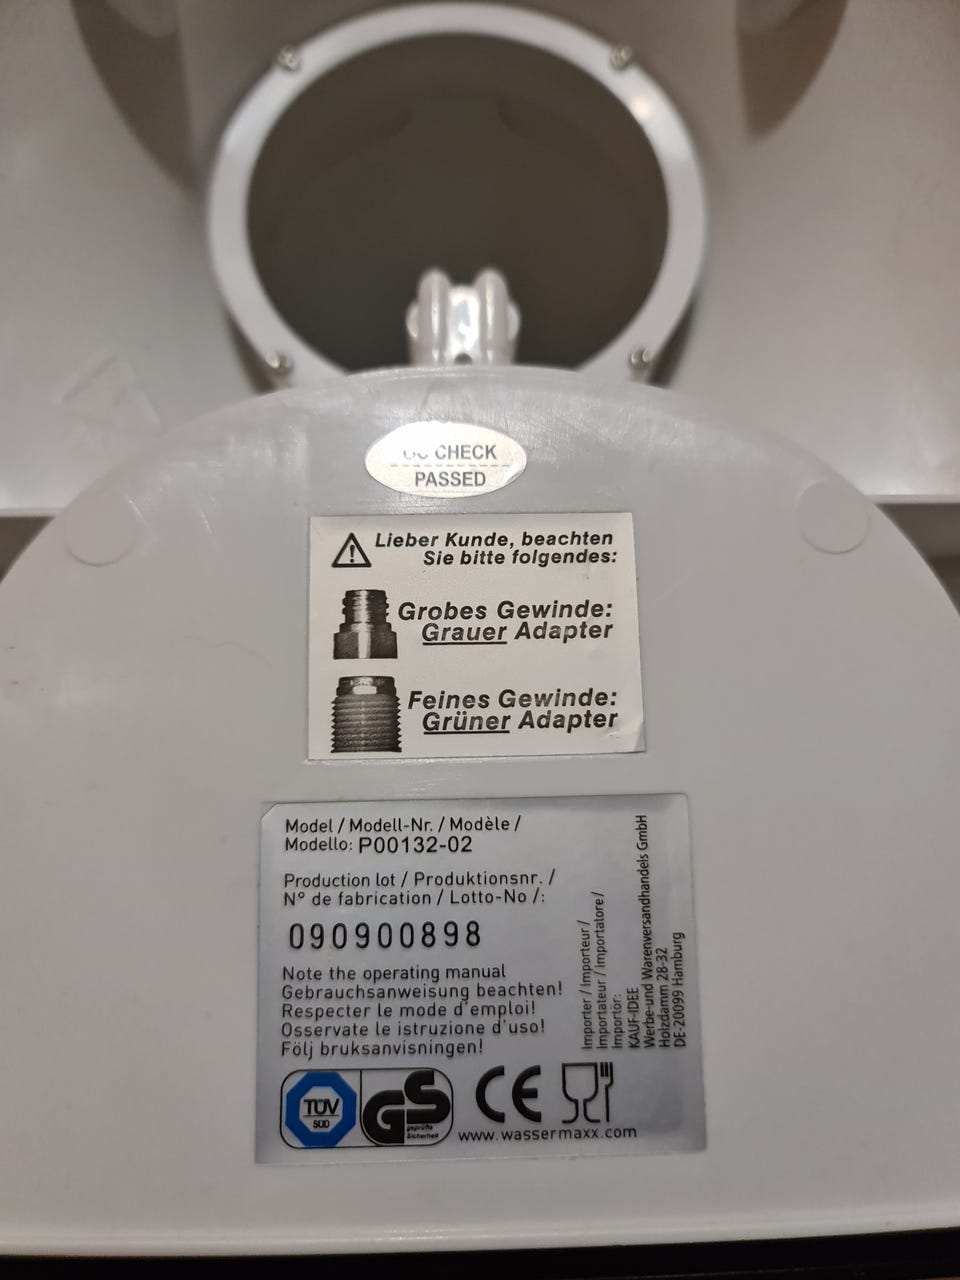 CHECK
PASSED
Lieber Kunde, beachten
Sie bitte folgendes:
Grobes Gewinde:
Grauer Adapter
Feines Gewinde:
Grüner Adapter
Model / Modell-Nr. / Modèle /
Modello: P00132-02
Production lot / Produktionsnr. /
N° de fabrication / Lotto-No /:
090900898
Note the operating manual
Gebrauchsanweisung beachten!
Respecter le mode d'emploi!
Osservate le istruzione d'uso!
Följ bruksanvisningen!
Importer / importeur /
Importateur / importatore /
Importör:
KAUF-IDEE
Werbe-und Warenversandhandels GmbH
Holzdamm 28-32
DE-20099 Hamburg
TÜV
SÜD
GS
geprüfte
Sicherheit
CE
www.wassermaxx.com